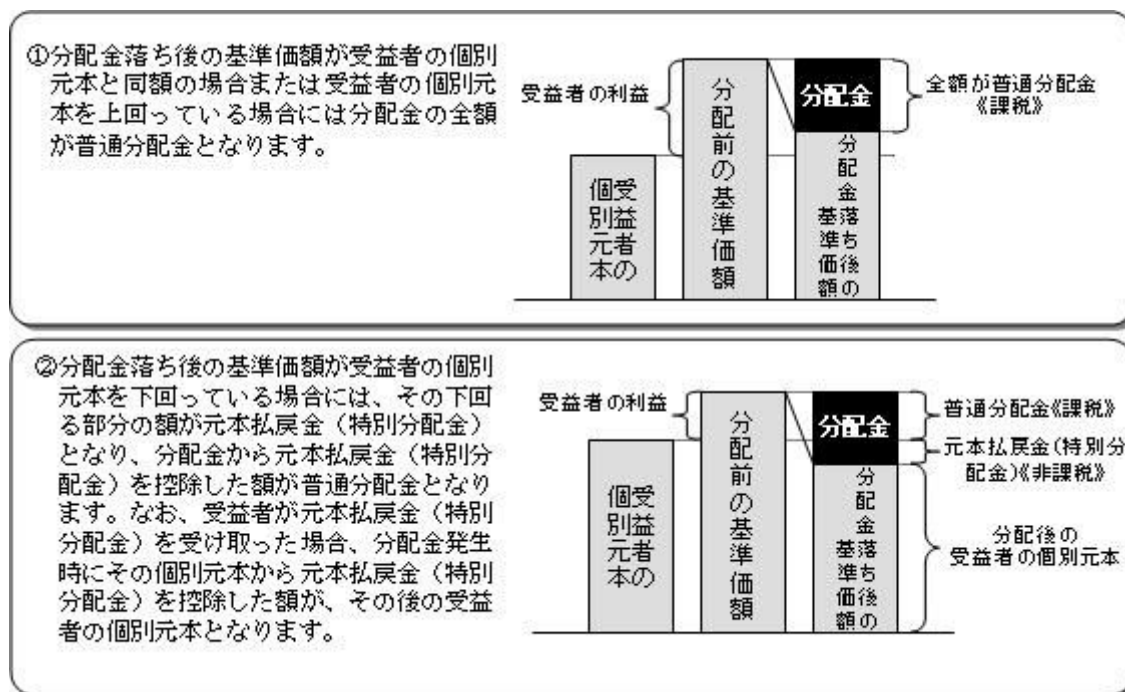 ①分配金落ち後の基準価額が受益者の個別
元本と同額の場合または受益者の個別元
本を上回っている場合には分配金の全額
が普通分配金となります。
受益者の利益
受益者の
個別元本
分配前の基準価額
分配金
分配金落ち後の
基準価額
全額が普通分配金
《課税》
②分配金落ち後の基準価額が受益者の個別
元本を下回っている場合には、その下回
る部分の額が元本払戻金(特別分配金)
となり、分配金から元本払戻金(特別分
配金)を控除した額が普通分配金となり
ます。なお、受益者が元本払戻金(特別
分配金)を受け取った場合、分配金発生
時にその個別元本から元本払戻金(特別
分配金)を控除した額が、その後の受益
者の個別元本となります。
受益者の利益
受益者の
個別元本
分配前の基準価額
分配金
分配金落ち後の
基準価額
普通分配金《課税》
元本払戻金(特別分
配金)《非課税》
分配後の
受益者の個別元本